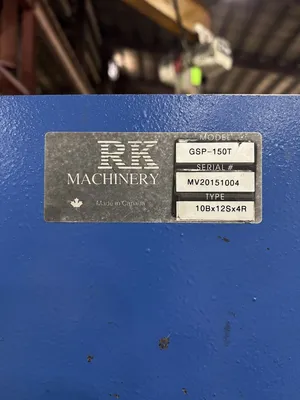 RK
MACHINERY
Made in Canada
MODEL
GSP-150T
SERIAL #
MV20151004
TYPE
10Bx12Sx4R